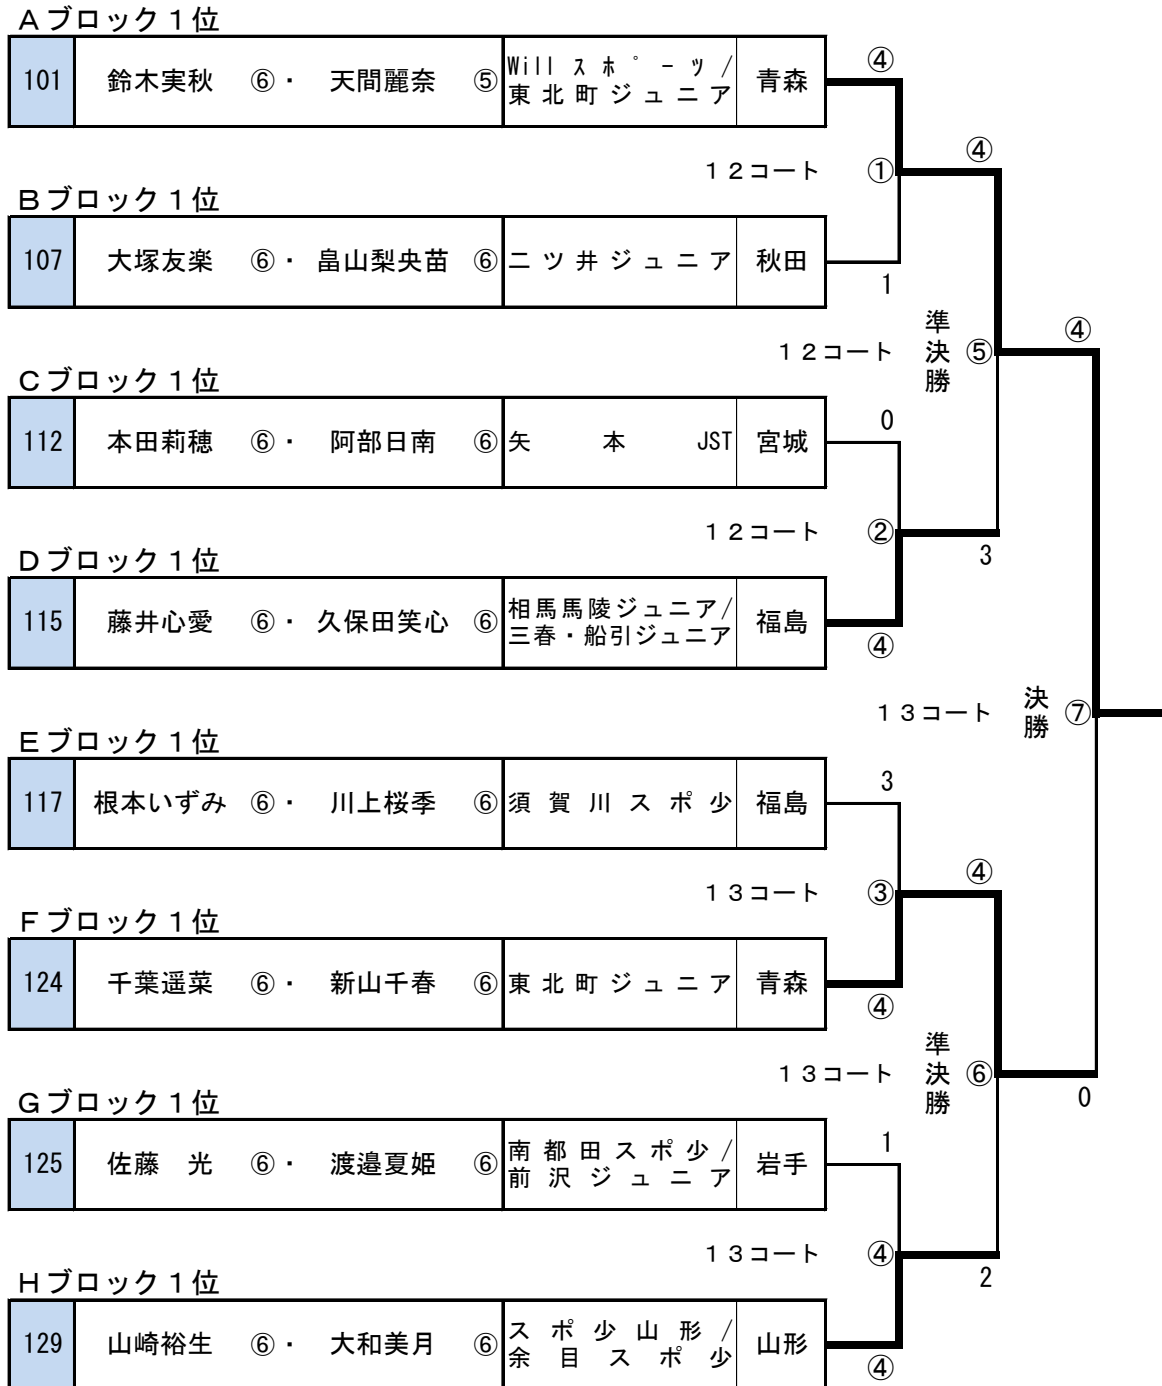 Aブロック1位
101 鈴木実秋 ⑥・ 天間麗奈 ⑤ Willスポーツ/ 青森 ④
東北町ジュニア
12コート ① ④
Bブロック1位
107 大塚友楽 ⑥・ 畠山梨央苗 ⑥ 二ツ井ジュニア 秋田
1
12コート 準決勝 ⑤ ④
Cブロック1位
112 本田莉穂 ⑥・ 阿部日南 ⑥ 矢本JST 宮城 0
12コート ② 3
Dブロック1位
115 藤井心愛 ⑥・ 久保田笑心 ⑥ 相馬馬陵ジュニア/ 福島
三春・船引ジュニア
④
13コート 決勝 ⑦
Eブロック1位
117 根本いずみ ⑥・ 川上桜季 ⑥ 須賀川スポ少 福島 3
13コート ③ ④
Fブロック1位
124 千葉遥菜 ⑥・ 新山千春 ⑥ 東北町ジュニア 青森
④
13コート 準決勝 ⑥ 0
Gブロック1位
125 佐藤 光 ⑥・ 渡邉夏姫 ⑥ 南都田スポ少/ 岩手 1
前沢ジュニア
13コート ④ 2
Hブロック1位
129 山崎裕生 ⑥・ 大和美月 ⑥ スポ少山形/ 山形
余目スポ少
④